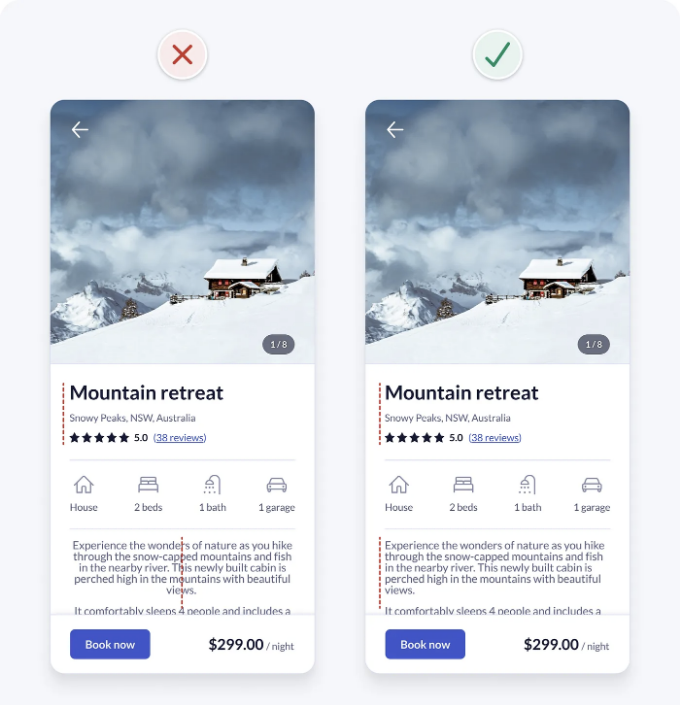 1/8
Mountain retreat
Snowy Peaks, NSW, Australia
5.0 (38 reviews)
House 2 beds 1 bath 1 garage
Experience the wonders of nature as you hike
through the snow-capped mountains and fish
in the nearby river. This newly built cabin is
perched high in the mountains with beautiful
views.
It comfortably sleeps 4 people and includes a
Book now $299.00 / night
1/8
Mountain retreat
Snowy Peaks, NSW, Australia
5.0 (38 reviews)
House 2 beds 1 bath 1 garage
Experience the wonders of nature as you hike
through the snow-capped mountains and fish
in the nearby river. This newly built cabin is
perched high in the mountains with beautiful
views.
It comfortably sleeps 4 people and includes a
Book now $299.00 / night